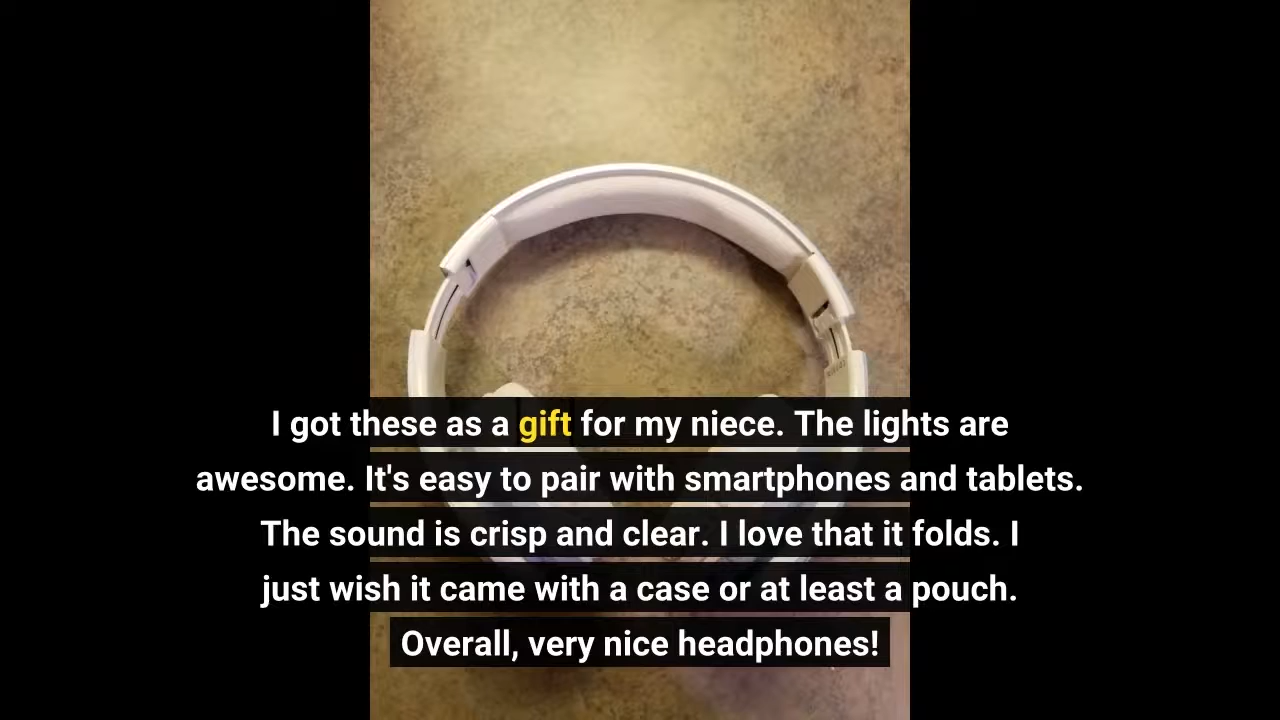 I got these as a gift for my niece. The lights are
awesome. It's easy to pair with smartphones and tablets.
The sound is crisp and clear. I love that it folds. I
just wish it came with a case or at least a pouch.
Overall, very nice headphones!